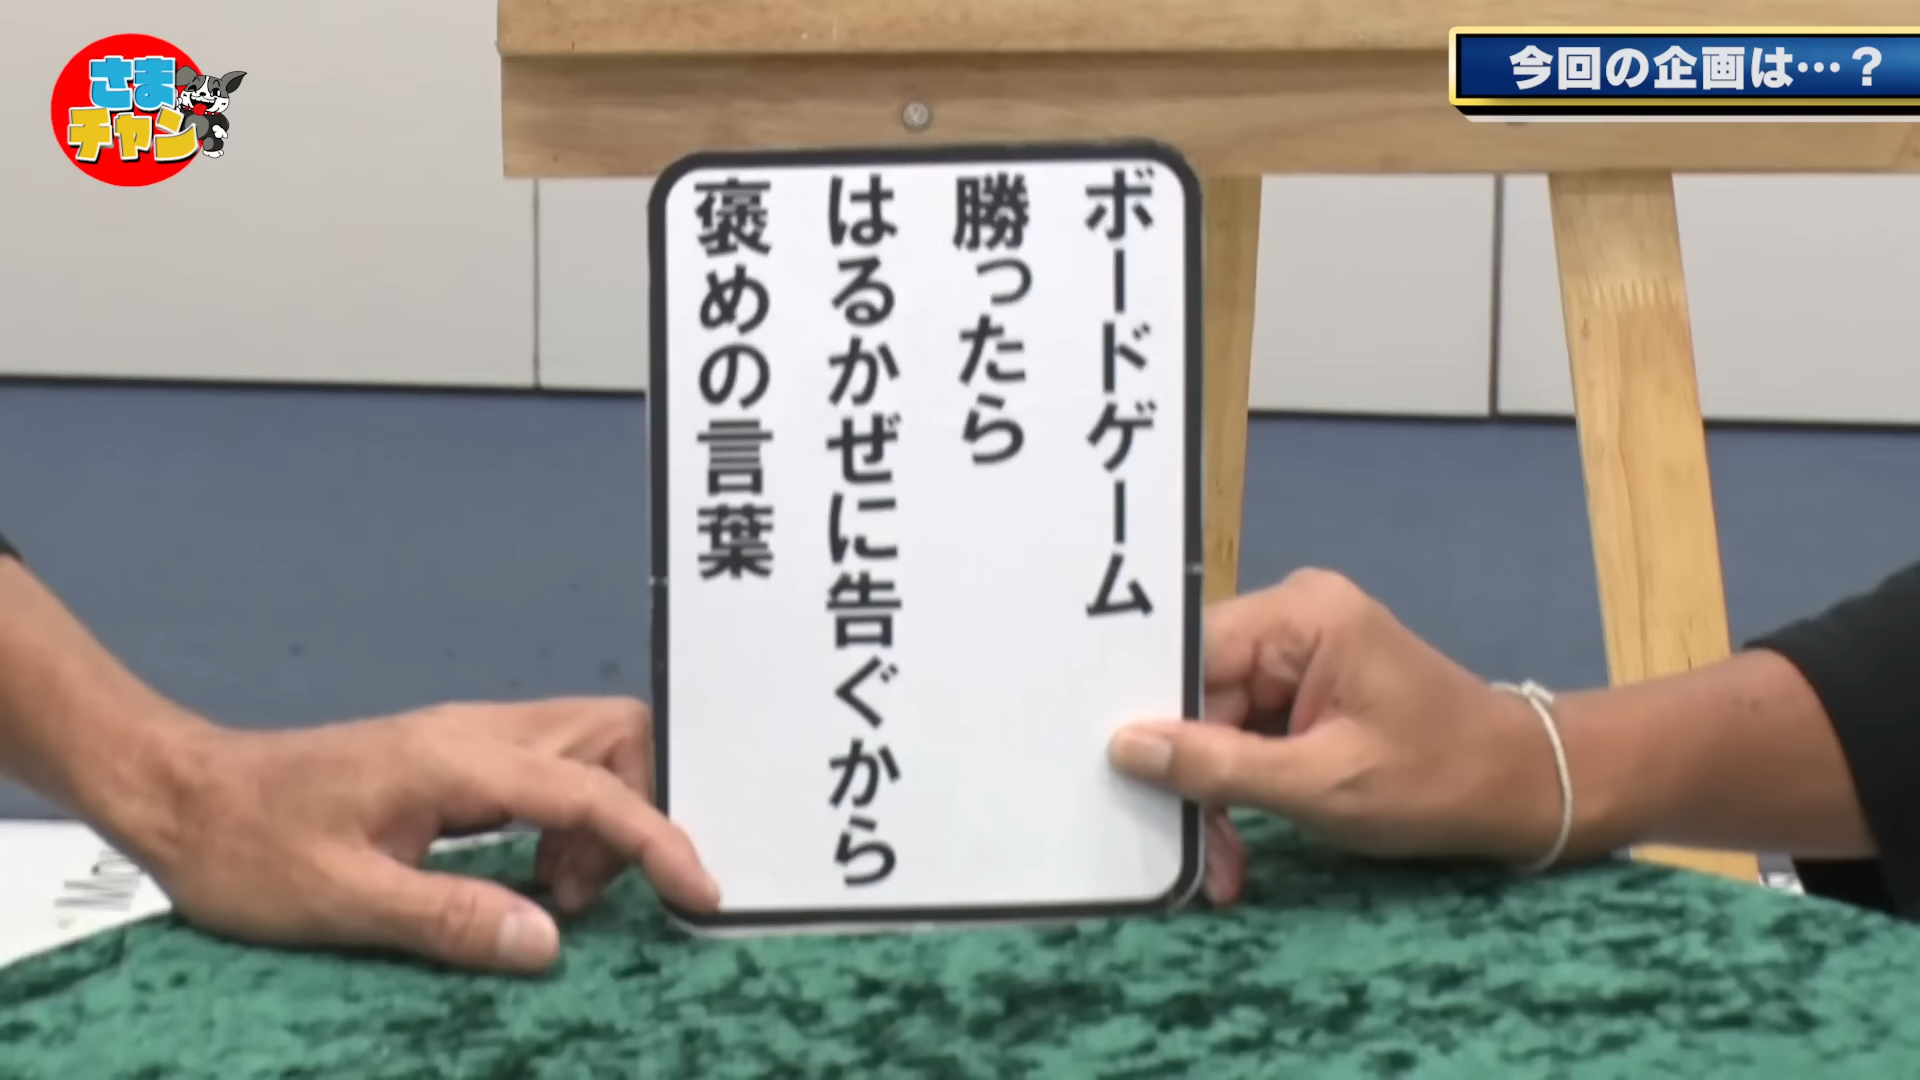 さま
チャン
今回の企画は…？
ボードゲーム
勝ったら
はるかぜに告ぐから
褒めの言葉